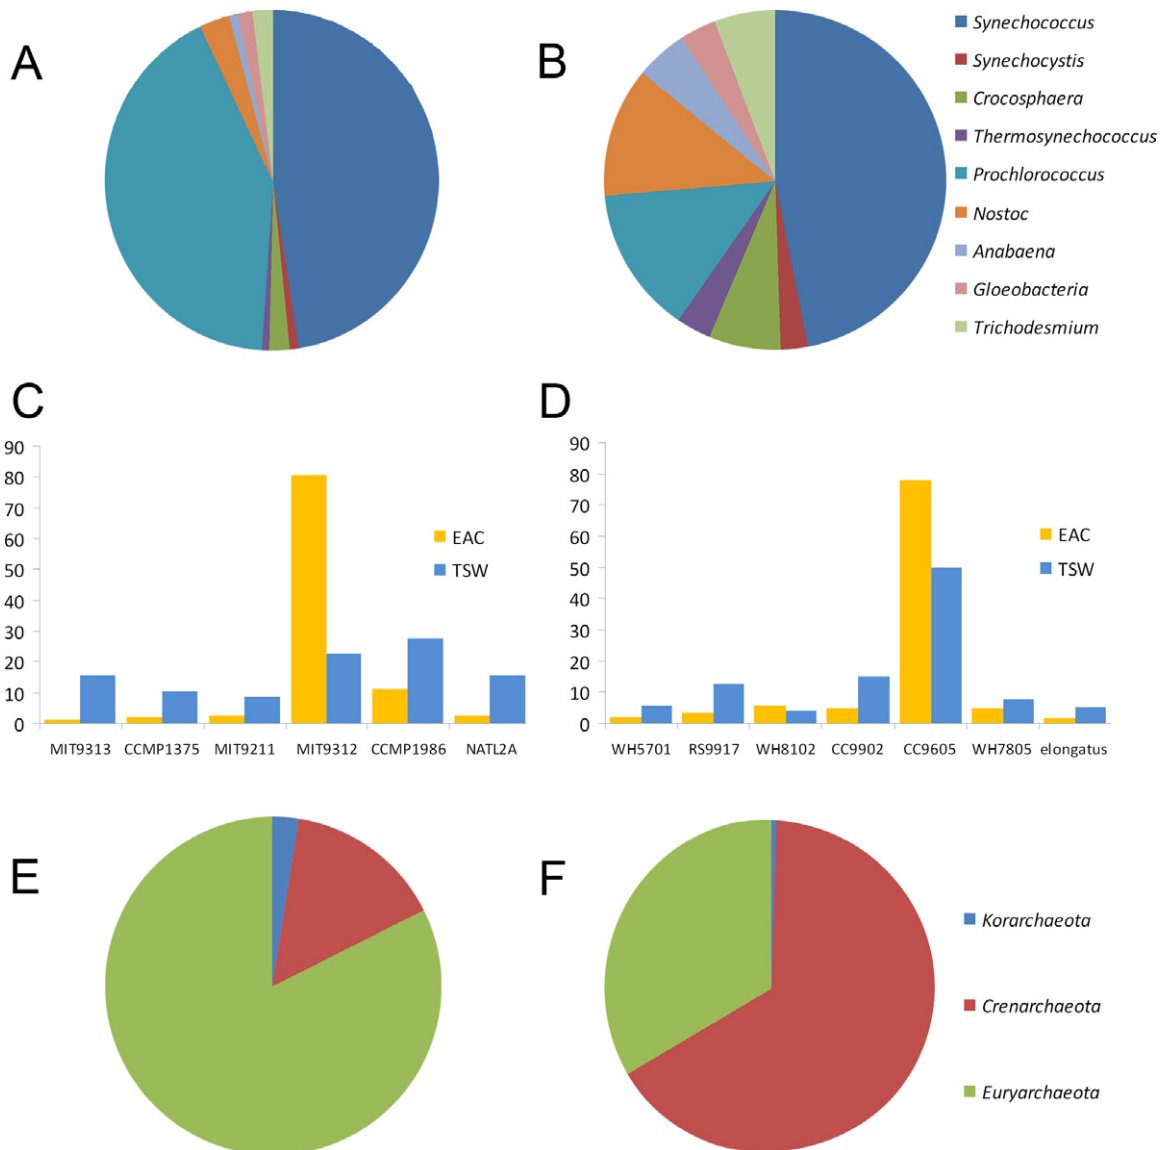 A
B
Synechococcus
Synechocystis
Crocosphaera
Thermosynechococcus
Prochlorococcus
Nostoc
Anabaena
Gloeobacteria
Trichodesmium
C
90
80
70
60
50
40
30
20
10
0
EAC
TSW
MIT9313 CCMP1375 MIT9211 MIT9312 CCMP1986 NATL2A
D
90
80
70
60
50
40
30
20
10
0
EAC
TSW
WH5701 RS9917 WH8102 CC9902 CC9605 WH7805 elongatus
E
F
Korarchaeota
Crenarchaeota
Euryarchaeota